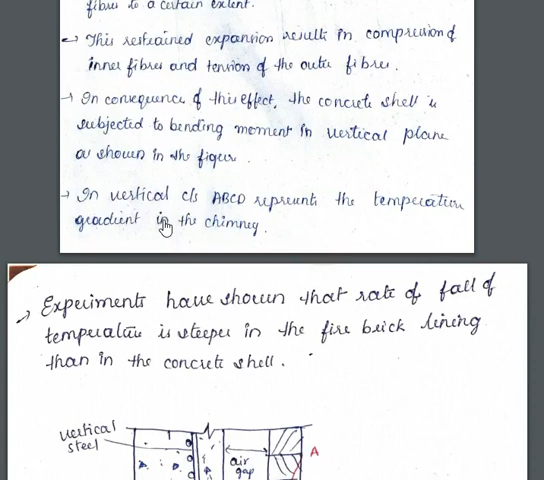 fibres to a certain extent.
→ This restrained expansion results in compression of
inner fibres and tension of the outer fibres.
→ In consequence of this effect, the concrete shell is
subjected to bending moment in vertical plane
as shown in the figure.
→ In vertical c/s ABCD represents the temperature
gradient in the chimney.
→ Experiments have shown that rate of fall of
temperature is steeper in the fire brick lining
than in the concrete shell.
vertical
steel
air
gap
A